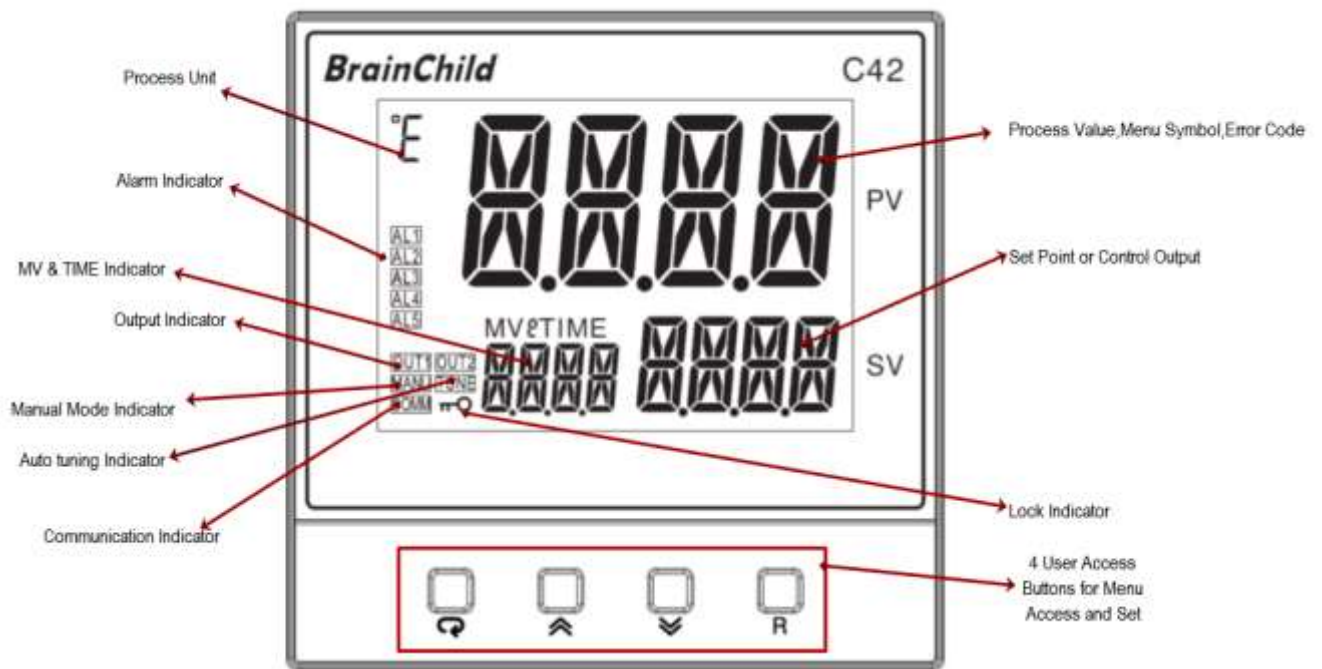 BrainChild
C42
Process Unit
°F
Process Value,Menu Symbol,Error Code
Alarm Indicator
PV
AL1
AL2
AL3
AL4
AL5
Set Point or Control Output
MV & TIME Indicator
MV&TIME
Output Indicator
OUT1 OUT2
SV
MANU TUNE
Manual Mode Indicator
COMM
Auto tuning Indicator
Lock Indicator
Communication Indicator
4 User Access
Buttons for Menu
Access and Set
R